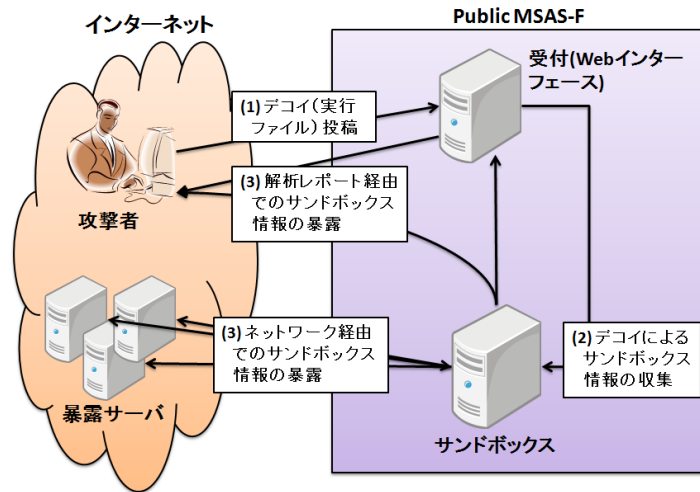 インターネット
Public MSAS-F
受付(Webインター
フェース)
(1)デコイ(実行
ファイル)投稿
(3)解析レポート経由
でのサンドボックス
情報の暴露
攻撃者
(3)ネットワーク経由
でのサンドボックス
情報の暴露
(2)デコイによる
サンドボックス
情報の収集
暴露サーバ
サンドボックス